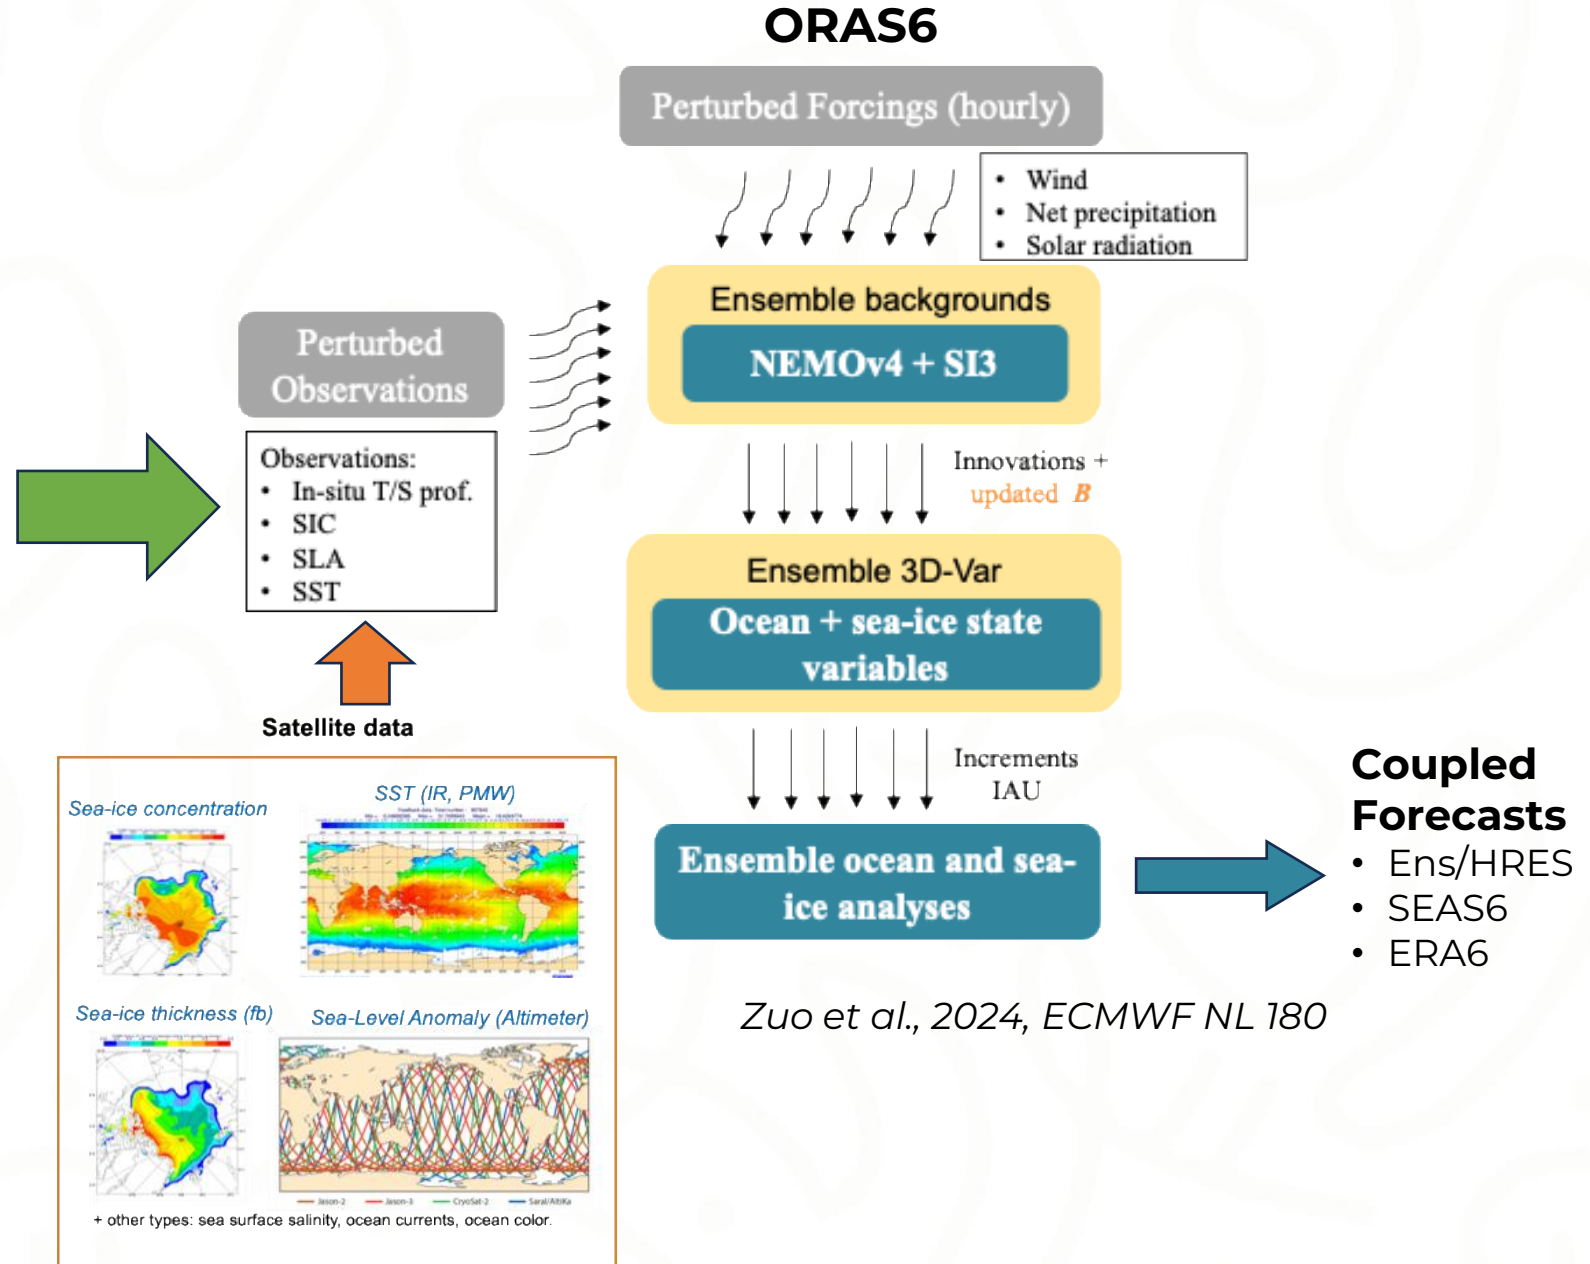 ORAS6
Perturbed Forcings (hourly)
• Wind
• Net precipitation
• Solar radiation
Ensemble backgrounds
NEMOv4 + SI3
Perturbed
Observations
Observations:
• In-situ T/S prof.
• SIC
• SLA
• SST
Innovations +
updated B
Ensemble 3D-Var
Ocean + sea-ice state
variables
Satellite data
Increments
IAU
Ensemble ocean and sea-
ice analyses
Coupled
Forecasts
• Ens/HRES
• SEAS6
• ERA6
Sea-ice concentration
SST (IR, PMW)
Sea-ice thickness (fb)
Sea-Level Anomaly (Altimeter)
Jason-2 Jason-3 CryoSat-2 Saral/AltiKa
+ other types: sea surface salinity, ocean currents, ocean color.
Zuo et al., 2024, ECMWF NL 180